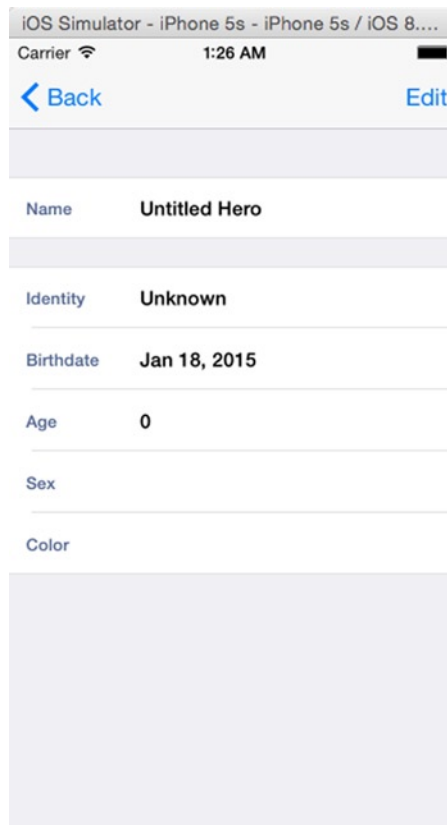 iOS Simulator - iPhone 5s - iPhone 5s / iOS 8....
Carrier 1:26 AM
Back Edit
Name Untitled Hero
Identity Unknown
Birthdate Jan 18, 2015
Age 0
Sex
Color